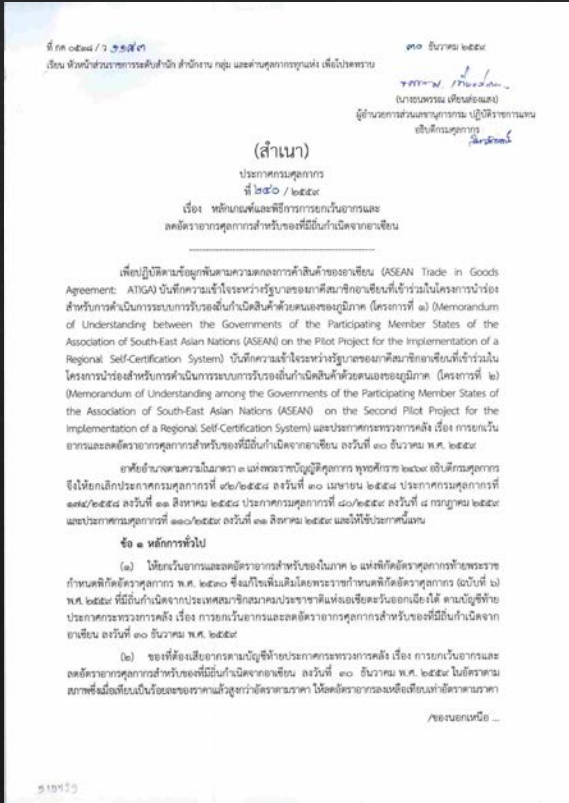 ที่ กค ๐๕๑๘ / ว
๓๐ ธันวาคม ๒๕๕๙
เรียน หัวหน้าส่วนราชการระดับสำนัก สำนักงาน กลุ่ม และด่านศุลกากรทุกแห่ง เพื่อโปรดทราบ
ผู้อำนวยการส่วนเลขานุการกรม ปฏิบัติราชการแทน
อธิบดีกรมศุลกากร
(สำเนา)
ประกาศกรมศุลกากร
ที่ ๒๔๐ / ๒๕๕๙
เรื่อง หลักเกณฑ์และพิธีการการยกเว้นอากรและ
ลดอัตราอากรศุลกากรสำหรับของที่มีถิ่นกำเนิดจากอาเซียน
เพื่อปฏิบัติตามข้อผูกพันตามความตกลงการค้าสินค้าของอาเซียน (ASEAN Trade in Goods
Agreement: ATIGA) บันทึกความเข้าใจระหว่างรัฐบาลของภาคีสมาชิกอาเซียนที่เข้าร่วมในโครงการนำร่อง
สำหรับการดำเนินการระบบการรับรองถิ่นกำเนิดสินค้าด้วยตนเองของภูมิภาค (โครงการที่ ๑) (Memorandum
of Understanding between the Governments of the Participating Member States of the
Association of South-East Asian Nations (ASEAN) on the Pilot Project for the Implementation of a
Regional Self-Certification System) บันทึกความเข้าใจระหว่างรัฐบาลของภาคีสมาชิกอาเซียนที่เข้าร่วมใน
โครงการนำร่องสำหรับการดำเนินการระบบการรับรองถิ่นกำเนิดสินค้าด้วยตนเองของภูมิภาค (โครงการที่ ๒)
(Memorandum of Understanding among the Governments of the Participating Member States of
the Association of South-East Asian Nations (ASEAN) on the Second Pilot Project for the
Implementation of a Regional Self-Certification System) และประกาศกระทรวงการคลัง เรื่อง การยกเว้น
อากรและลดอัตราอากรศุลกากรสำหรับของที่มีถิ่นกำเนิดจากอาเซียน ลงวันที่ ๓๐ ธันวาคม พ.ศ. ๒๕๕๙
อาศัยอำนาจตามความในมาตรา ๓ แห่งพระราชบัญญัติศุลกากร พุทธศักราช ๒๔๖๙ อธิบดีกรมศุลกากร
จึงให้ยกเลิกประกาศกรมศุลกากร ที่ ๙๒/๒๕๕๘ ลงวันที่ ๑๐ เมษายน ๒๕๕๘ ประกาศกรมศุลกากรที่
๑๗๔/๒๕๕๘ ลงวันที่ ๑๑ สิงหาคม ๒๕๕๘ ประกาศกรมศุลกากรที่ ๘๐/๒๕๕๙ ลงวันที่ ๘ กรกฎาคม ๒๕๕๙
และประกาศกรมศุลกากรที่ ๑๑๐/๒๕๕๙ ลงวันที่ ๓๑ สิงหาคม ๒๕๕๙ และให้ใช้ประกาศนี้แทน
ข้อ ๑ หลักการทั่วไป
(๑) ให้ยกเว้นอากรและลดอัตราอากรสำหรับของในภาค ๒ แห่งพิกัดอัตราศุลกากรท้ายพระราช
กำหนดพิกัดอัตราศุลกากร พ.ศ. ๒๕๓๐ ซึ่งแก้ไขเพิ่มเติมโดยพระราชกำหนดพิกัดอัตราศุลกากร (ฉบับที่ ๖)
พ.ศ. ๒๕๕๙ ที่มีถิ่นกำเนิดจากประเทศสมาชิกสมาคมประชาชาติแห่งเอเชียตะวันออกเฉียงใต้ ตามบัญชีท้าย
ประกาศกระทรวงการคลัง เรื่อง การยกเว้นอากรและลดอัตราอากรศุลกากรสำหรับของที่มีถิ่นกำเนิดจาก
อาเซียน ลงวันที่ ๓๐ ธันวาคม พ.ศ. ๒๕๕๙
(๒) ของที่ต้องเสียอากรตามบัญชีท้ายประกาศกระทรวงการคลัง เรื่อง การยกเว้นอากรและ
ลดอัตราอากรศุลกากรสำหรับของที่มีถิ่นกำเนิดจากอาเซียน ลงวันที่ ๓๐ ธันวาคม พ.ศ. ๒๕๕๙ ในอัตราตาม
สภาพซึ่งเมื่อเทียบเป็นร้อยละของราคาแล้วสูงกว่าอัตราตามราคา ให้ลดอัตราอากรลงเหลือเทียบเท่าอัตราตามราคา
/ของนอกเหนือ ...